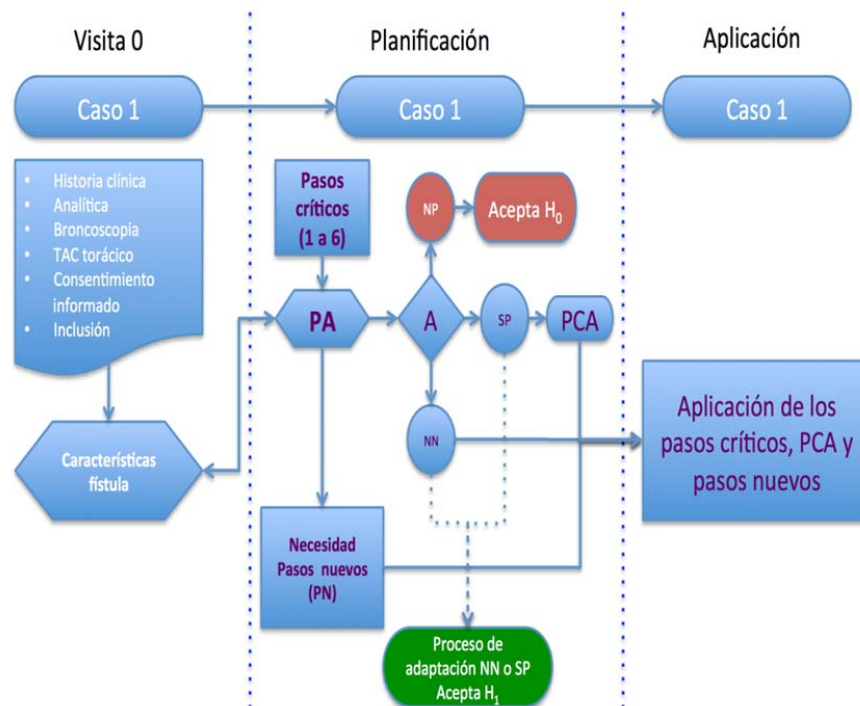 Visita 0
Planificación
Aplicación
Caso 1
Caso 1
Caso 1
• Historia clínica
• Analítica
• Broncoscopia
• TAC torácico
• Consentimiento
informado
• Inclusión
Pasos
críticos
(1 a 6)
NP
Acepta H₀
PA
A
SP
PCA
NN
Características
fístula
Aplicación de los
pasos críticos, PCA y
pasos nuevos
Necesidad
Pasos nuevos
(PN)
Proceso de
adaptación NN o SP
Acepta H₁